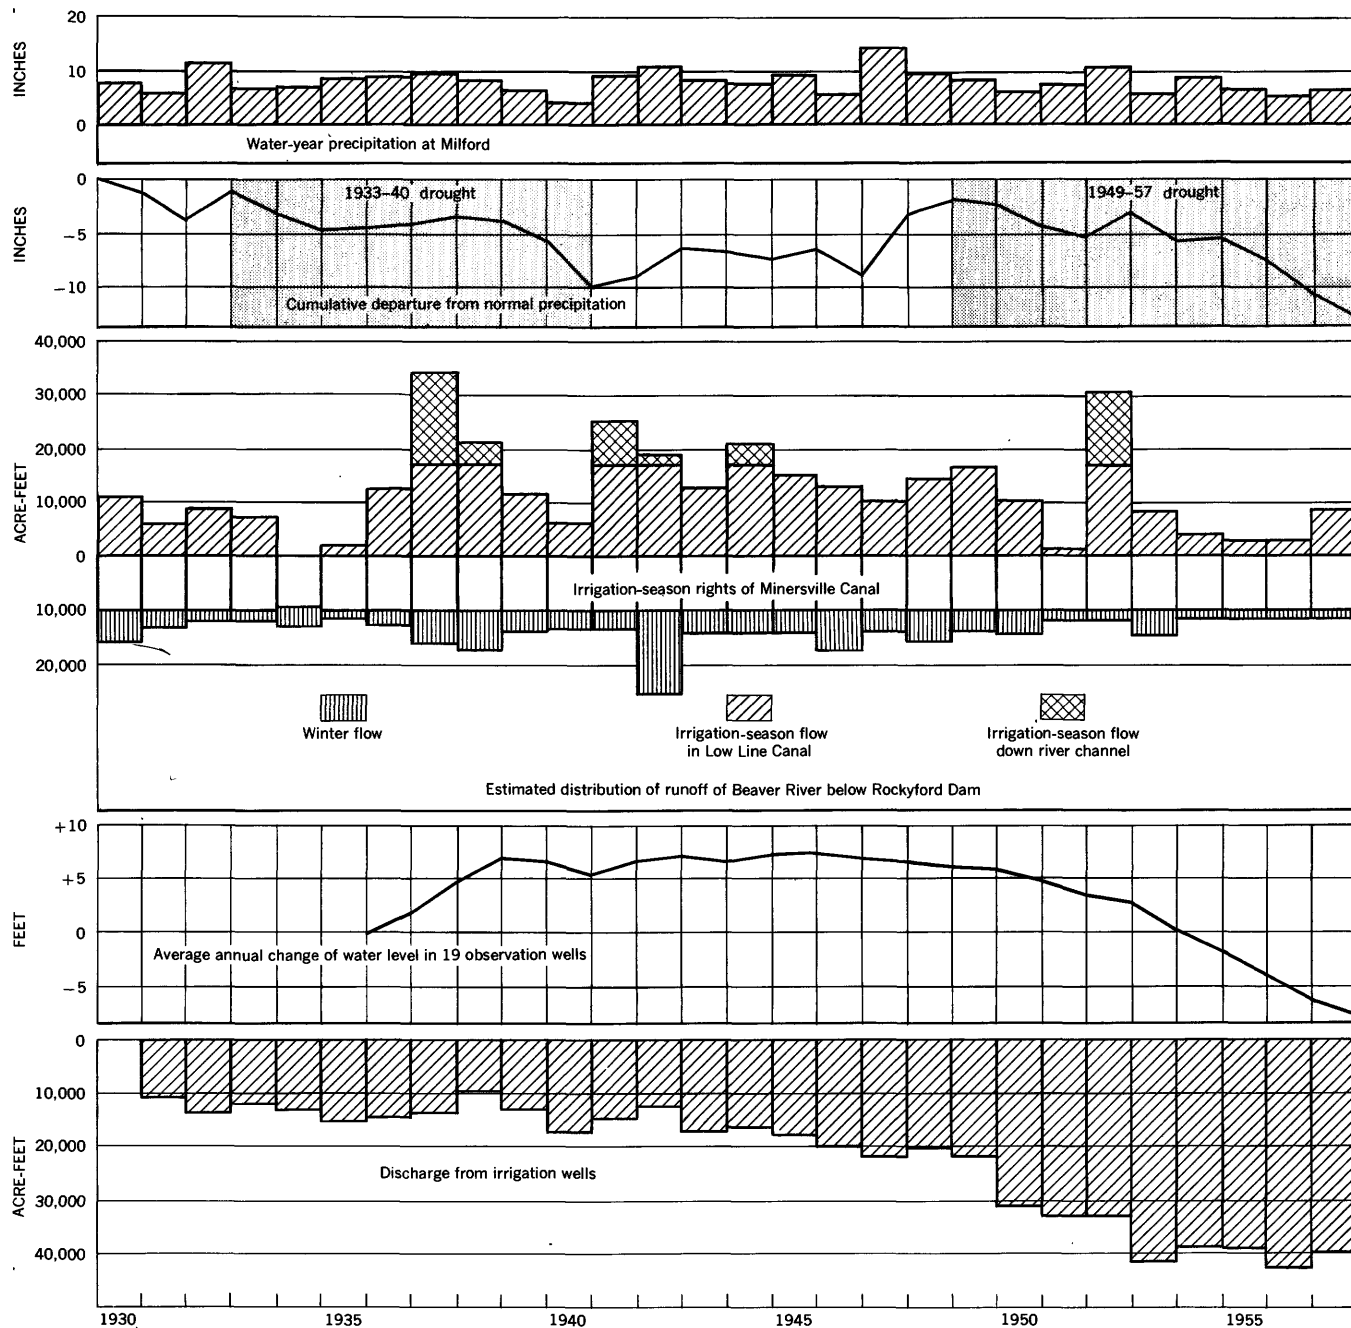 20
INCHES
10
0
Water-year precipitation at Milford
0
1933–40 drought
1949–57 drought
INCHES
−5
−10
Cumulative departure from normal precipitation
40,000
30,000
20,000
ACRE-FEET
10,000
0
Irrigation-season rights of Minersville Canal
10,000
20,000
Winter flow
Irrigation-season flow
in Low Line Canal
Irrigation-season flow
down river channel
Estimated distribution of runoff of Beaver River below Rockyford Dam
+10
+5
FEET
0
Average annual change of water level in 19 observation wells
−5
0
10,000
20,000
ACRE-FEET
Discharge from irrigation wells
30,000
40,000
1930 1935 1940 1945 1950 1955